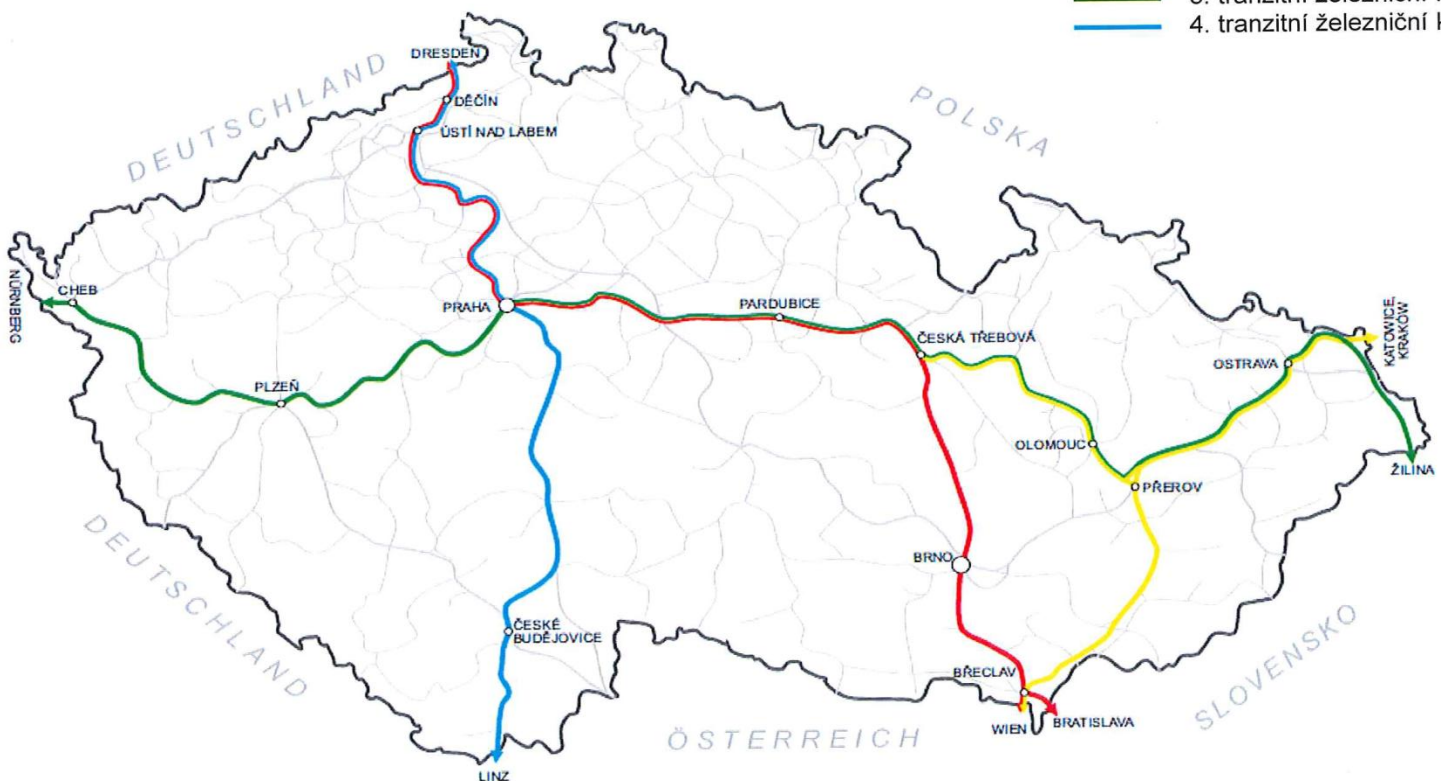 4. tranzitní železniční
DRESDEN
DĚČÍN
ÚSTÍ NAD LABEM
DEUTSCHLAND
POLSKA
NÜRNBERG
CHEB
PRAHA
PARDUBICE
ČESKÁ TŘEBOVÁ
KATOWICE,
KRAKÓW
OSTRAVA
PLZEŇ
OLOMOUC
ŽILINA
PŘEROV
DEUTSCHLAND
BRNO
ČESKÉ
BUDĚJOVICE
SLOVENSKO
BŘECLAV
WIEN
BRATISLAVA
ÖSTERREICH
LINZ